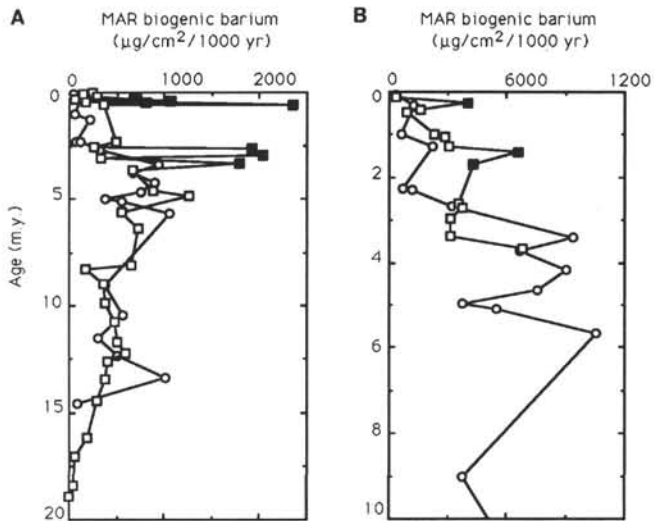 A
MAR biogenic barium
(μg/cm²/1000 yr)
0 1000 2000
Age (m.y.)
0
5
10
15
20
B
MAR biogenic barium
(μg/cm²/1000 yr)
0 6000 1200
0
2
4
6
8
10